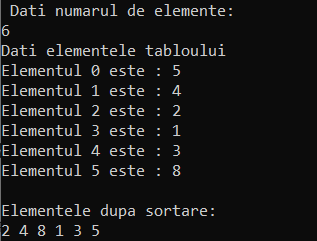 Dati numarul de elemente:
6
Dati elementele tabloului
Elementul 0 este : 5
Elementul 1 este : 4
Elementul 2 este : 2
Elementul 3 este : 1
Elementul 4 este : 3
Elementul 5 este : 8
Elementele dupa sortare:
2 4 8 1 3 5